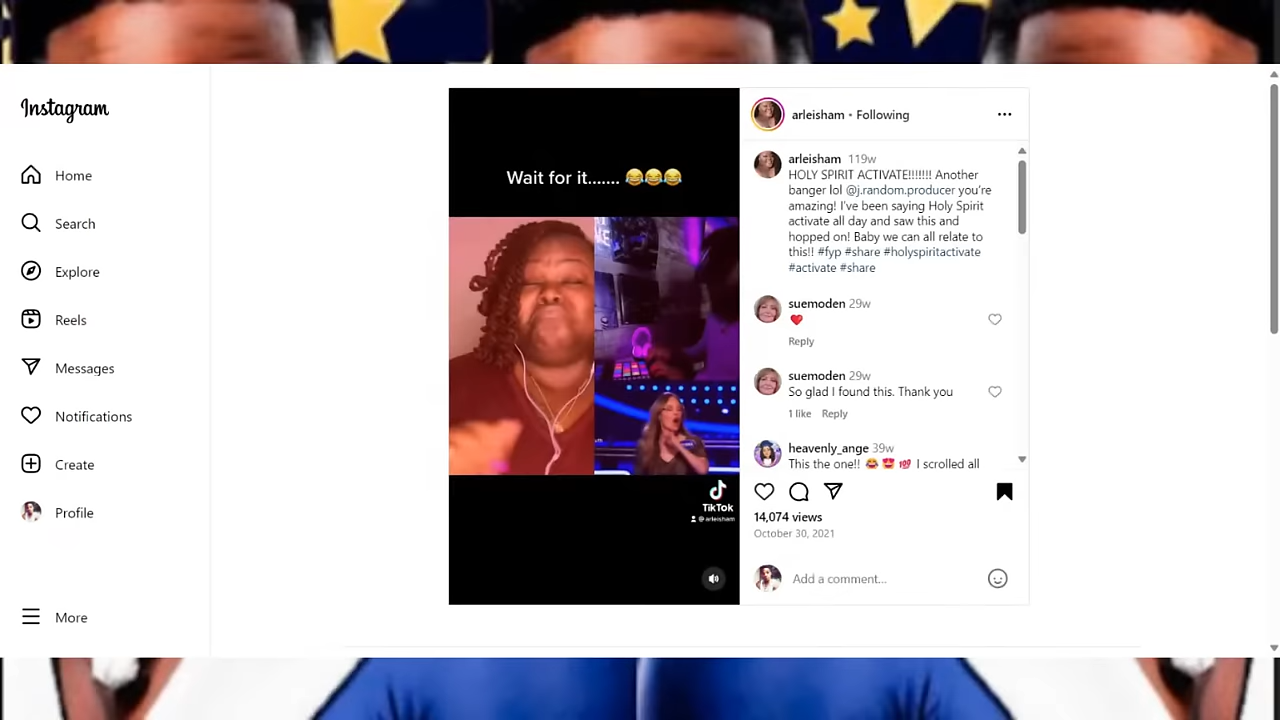 Instagram
Home
Search
Explore
Reels
Messages
Notifications
Create
Profile
More
Wait for it....... 😂😂😂
TikTok
@arleisham
arleisham • Following
arleisham 119w
HOLY SPIRIT ACTIVATE!!!!!!! Another
banger lol @j.random.producer you're
amazing! I've been saying Holy Spirit
activate all day and saw this and
hopped on! Baby we can all relate to
this!! #fyp #share #holyspiritactivate
#activate #share
suemoden 29w
❤️
Reply
suemoden 29w
So glad I found this. Thank you
1 like Reply
heavenly_ange 39w
This the one!! 😂 😍 💯 I scrolled all
14,074 views
October 30, 2021
Add a comment...